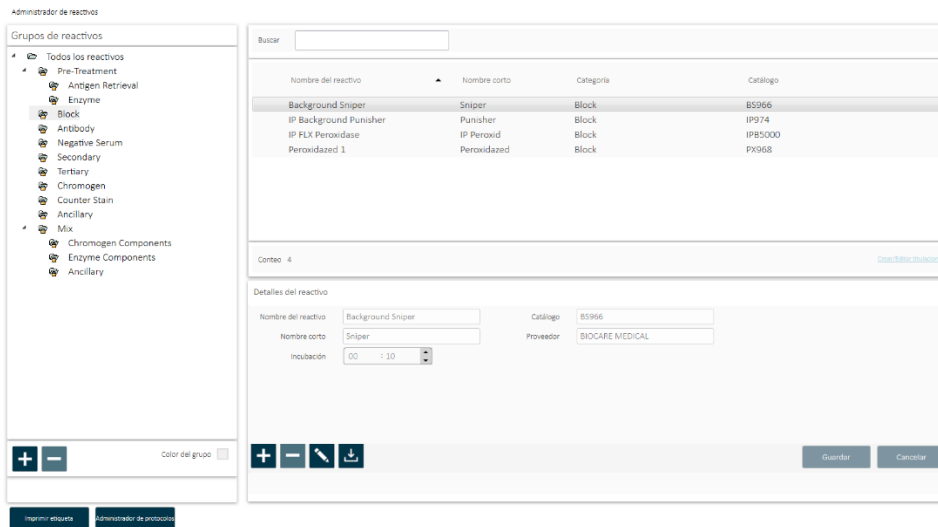 Administrador de reactivos
Grupos de reactivos
Todos los reactivos
Pre-Treatment
Antigen Retrieval
Enzyme
Block
Antibody
Negative Serum
Secondary
Tertiary
Chromogen
Counter Stain
Ancillary
Mix
Chromogen Components
Enzyme Components
Ancillary
Color del grupo
Buscar
Nombre del reactivo Nombre corto Categoría Catálogo
Background Sniper Sniper Block BS966
IP Background Punisher Punisher Block IP974
IP FLX Peroxidase IP Peroxid Block IPB5000
Peroxidazed 1 Peroxidazed Block PX968
Conteo 4
Crear/Editar
Detalles del reactivo
Nombre del reactivo Background Sniper Catálogo BS966
Nombre corto Sniper Proveedor BIOCARE MEDICAL
Incubación 00 : 10
Guardar Cancelar
Imprimir etiqueta Administrador de protocolos